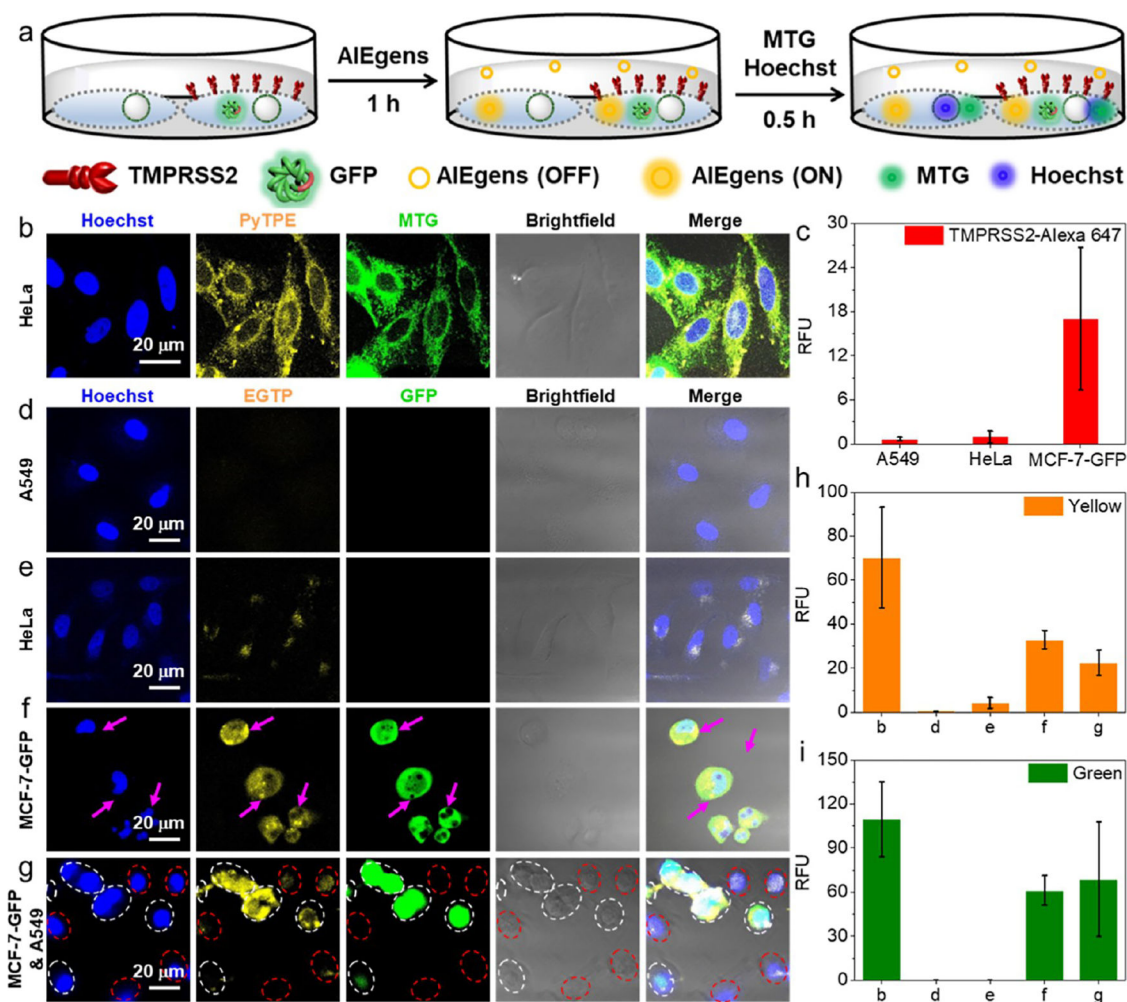 a
AIEgens
1 h
MTG
Hoechst
0.5 h
TMPRSS2
GFP
AIEgens (OFF)
AIEgens (ON)
MTG
Hoechst
b
Hoechst
PyTPE
MTG
Brightfield
Merge
HeLa
20 µm
c
TMPRSS2-Alexa 647
RFU
30
24
18
12
6
0
A549
HeLa
MCF-7-GFP
Hoechst
EGTP
GFP
Brightfield
Merge
d
A549
20 µm
e
HeLa
20 µm
f
MCF-7-GFP
20 µm
g
MCF-7-GFP
& A549
20 µm
h
Yellow
RFU
100
80
60
40
20
0
b
d
e
f
g
i
Green
RFU
150
120
90
60
30
0
b
d
e
f
g